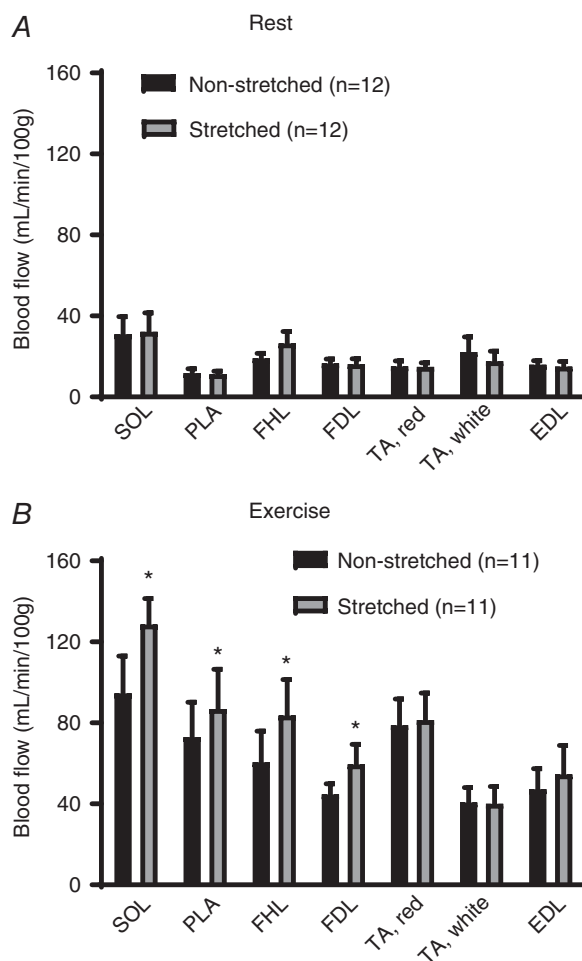 A
Rest
160
Non-stretched (n=12)
Stretched (n=12)
120
80
40
0
Blood flow (mL/min/100g)
SOL
PLA
FHL
FDL
TA, red
TA, white
EDL
B
Exercise
160
Non-stretched (n=11)
Stretched (n=11)
*
120
*
*
*
80
40
0
Blood flow (mL/min/100g)
SOL
PLA
FHL
FDL
TA, red
TA, white
EDL